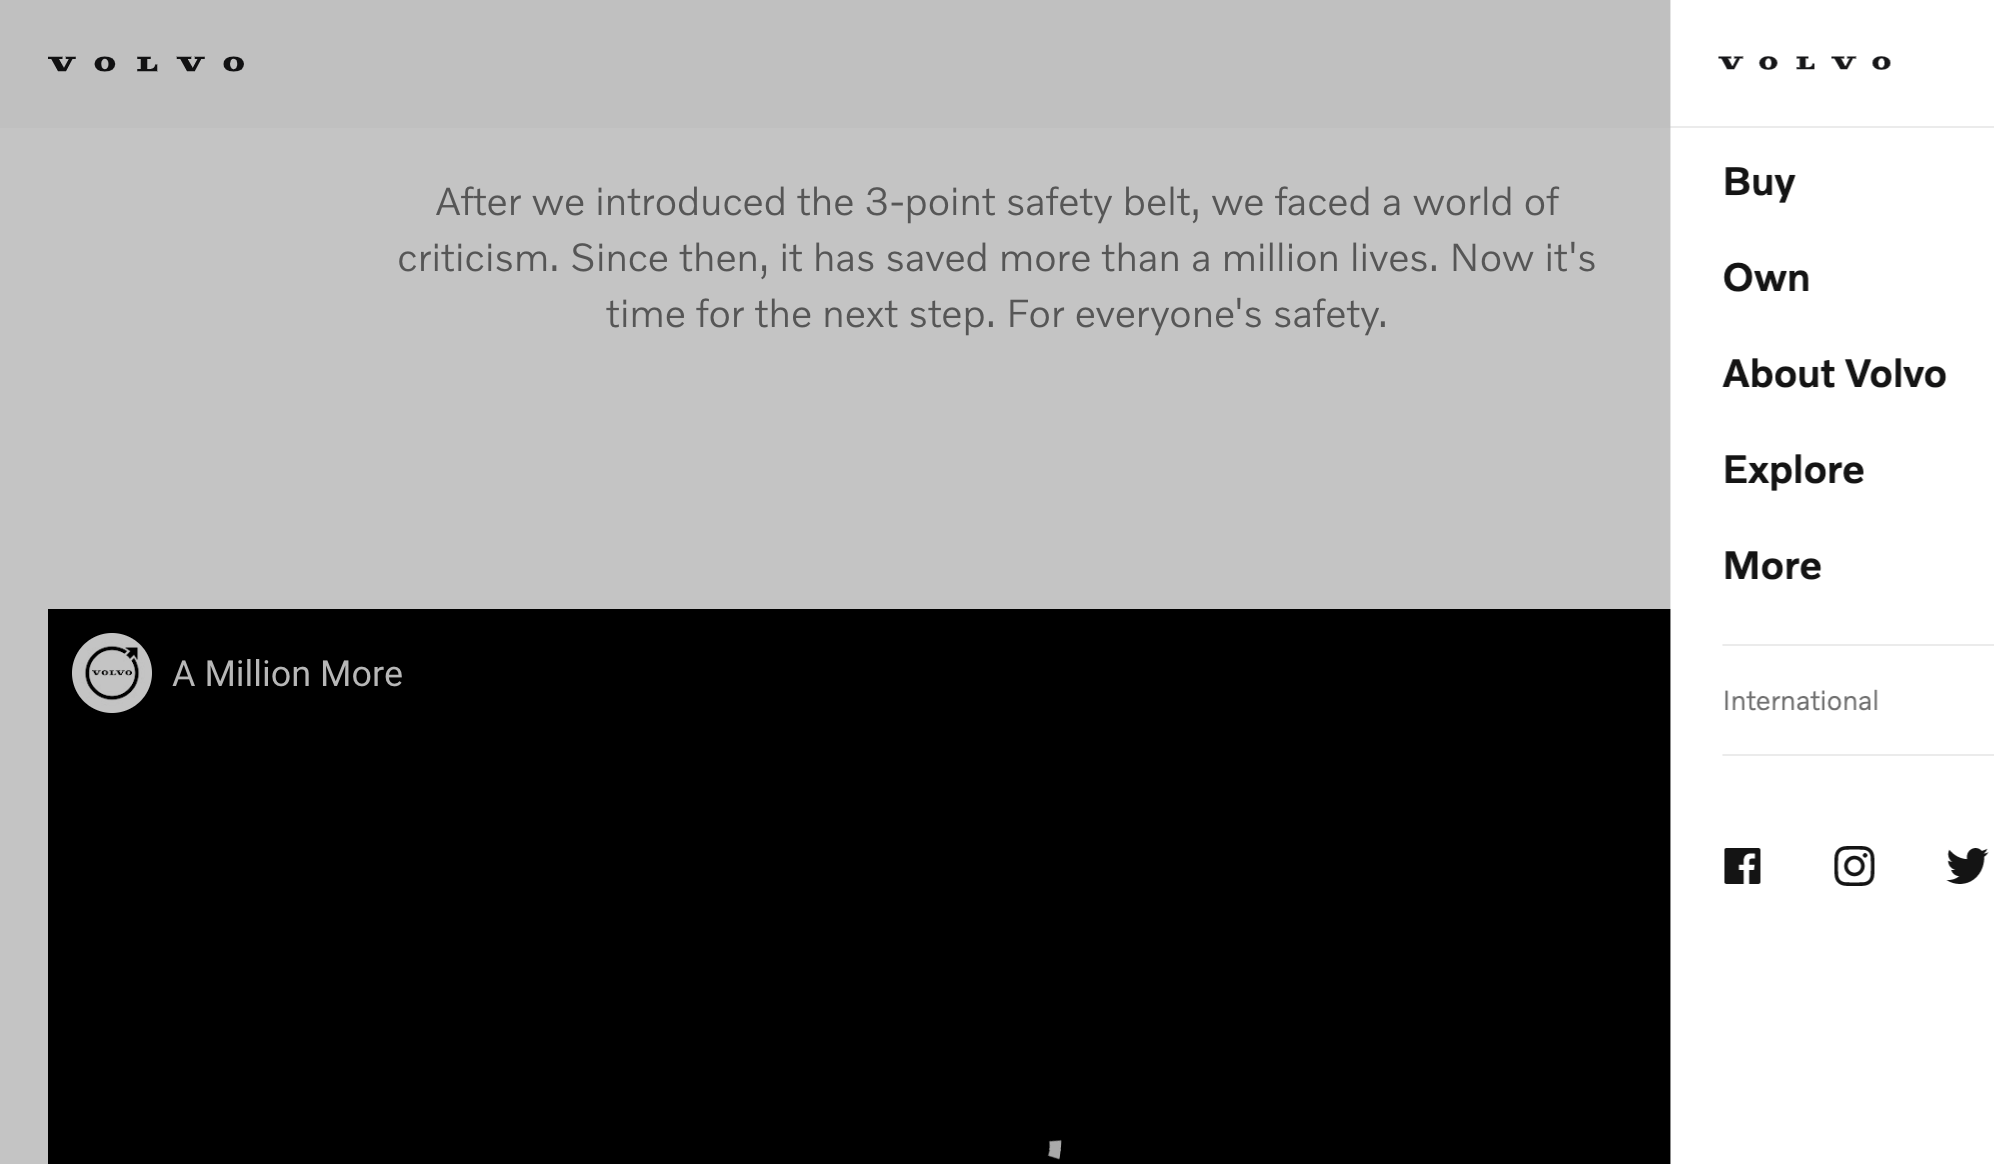 VOLVO
After we introduced the 3-point safety belt, we faced a world of
criticism. Since then, it has saved more than a million lives. Now it's
time for the next step. For everyone's safety.
VOLVO
A Million More
VOLVO
Buy
Own
About Volvo
Explore
More
International